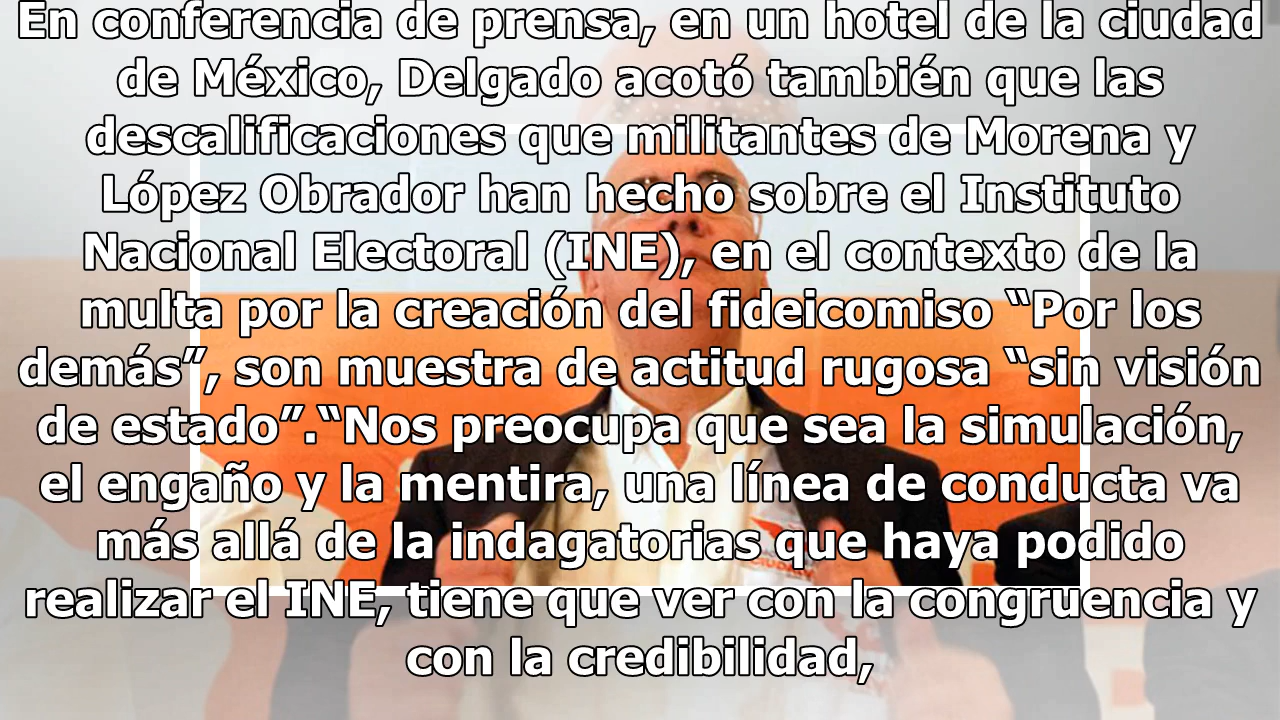 En conferencia de prensa, en un hotel de la ciudad
de México, Delgado acotó también que las
descalificaciones que militantes de Morena y
López Obrador han hecho sobre el Instituto
Nacional Electoral (INE), en el contexto de la
multa por la creación del fideicomiso “Por los
demás”, son muestra de actitud rugosa “sin visión
de estado”.“Nos preocupa que sea la simulación,
el engaño y la mentira, una línea de conducta va
más allá de la indagatorias que haya podido
realizar el INE, tiene que ver con la congruencia y
con la credibilidad,